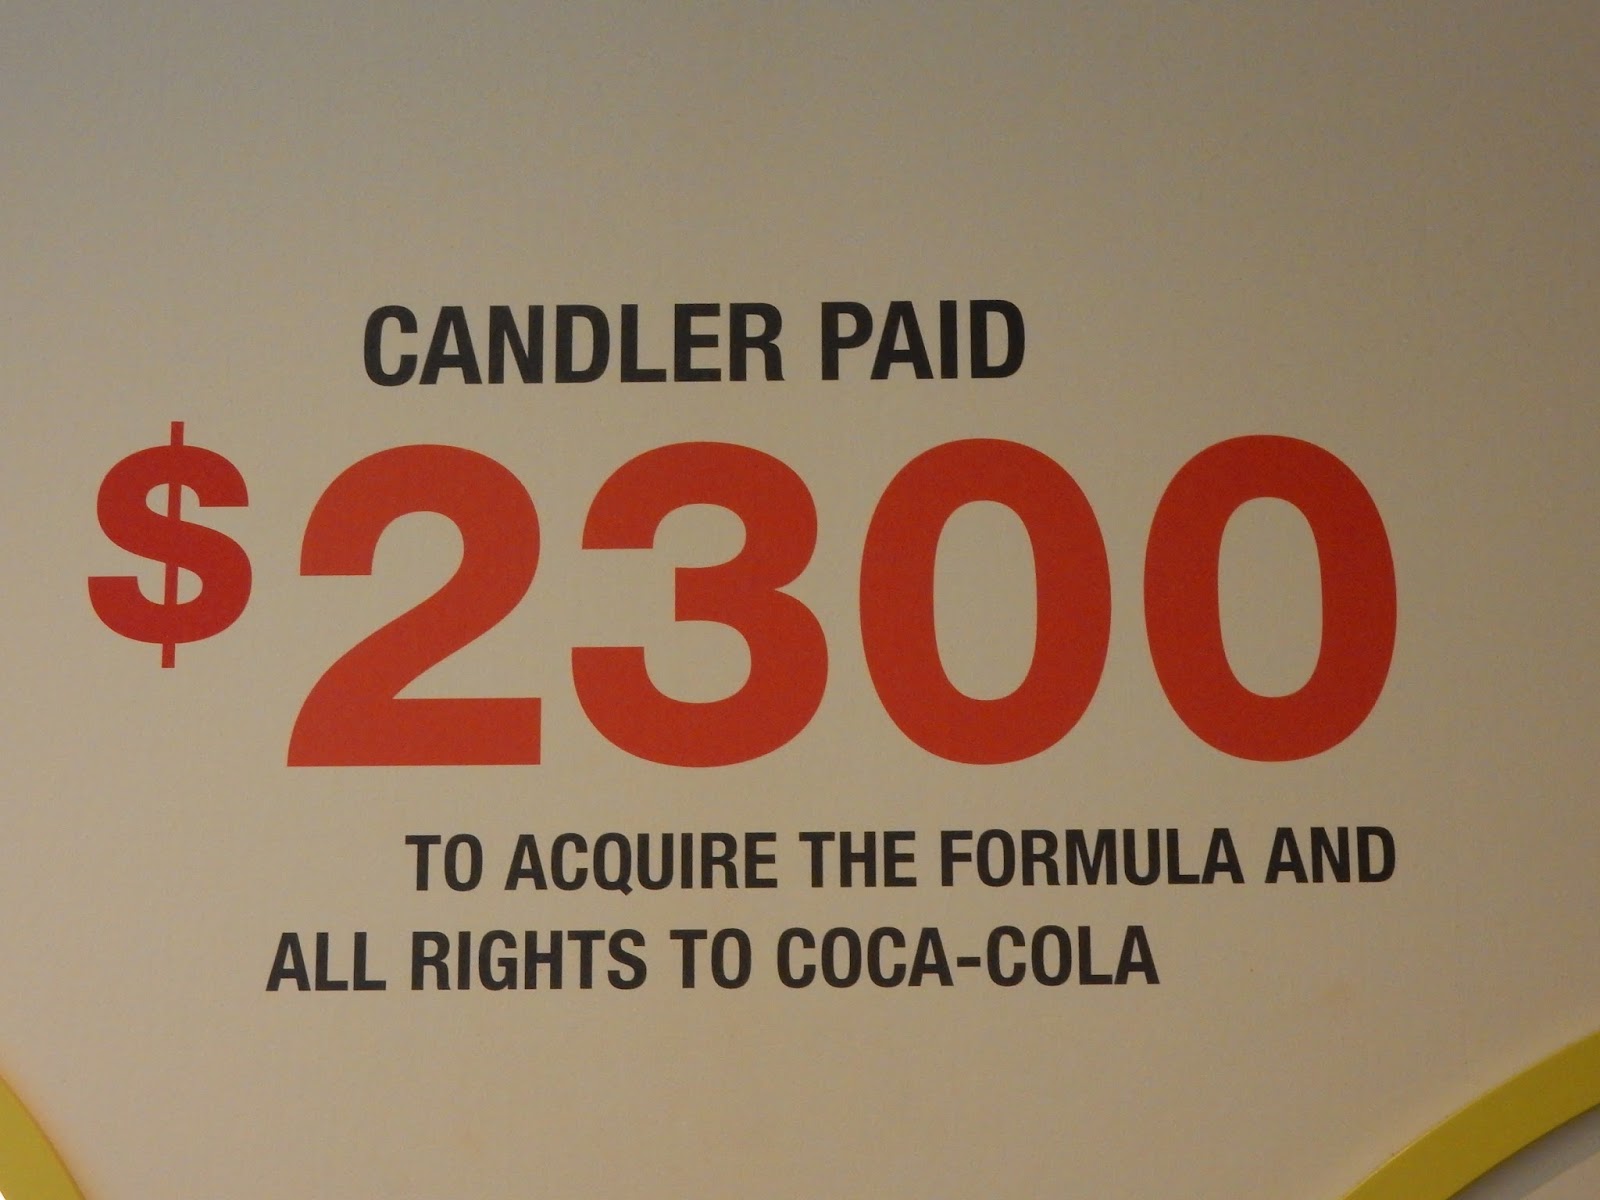 CANDLER PAID
$2300
TO ACQUIRE THE FORMULA AND
ALL RIGHTS TO COCA-COLA